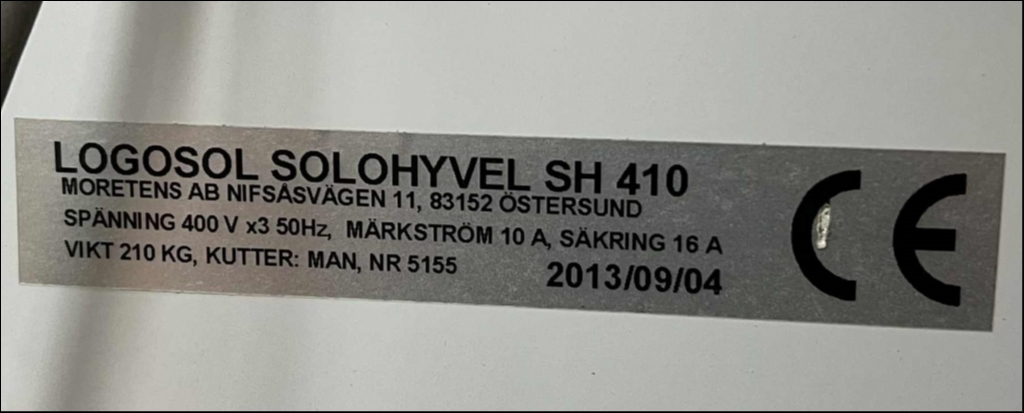 LOGOSOL SOLOHYVEL SH 410
MORETENS AB NIFSÅSVÄGEN 11, 83152 ÖSTERSUND
SPÄNNING 400 V x3 50Hz, MÄRKSTRÖM 10 A, SÄKRING 16 A
VIKT 210 KG, KUTTER: MAN, NR 5155
2013/09/04
CE